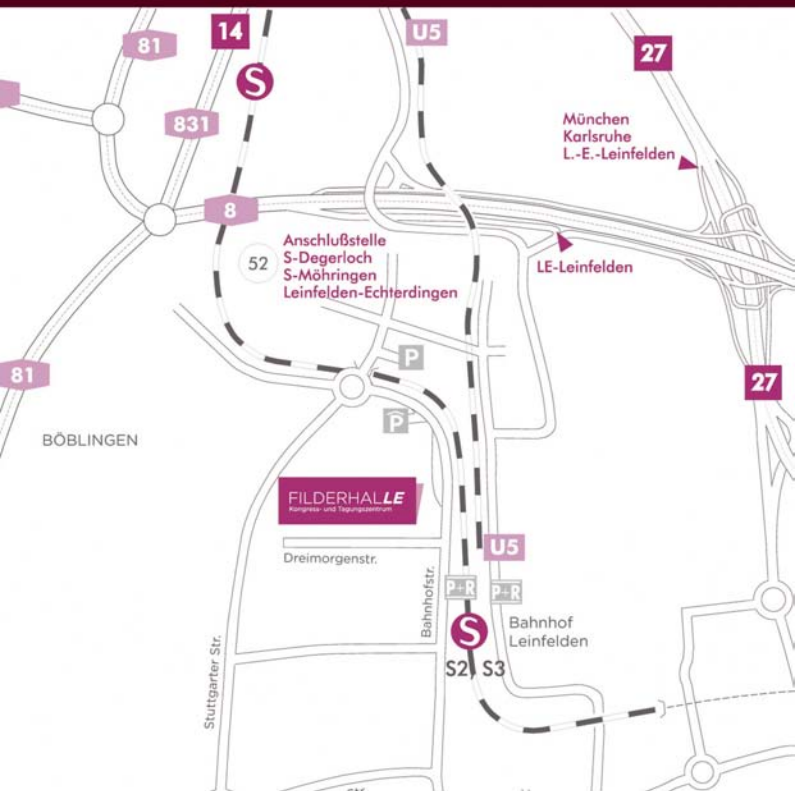 81
14
U5
27
S
831
München
Karlsruhe
L.-E.-Leinfelden
8
52
Anschlußstelle
S-Degerloch
S-Möhringen
Leinfelden-Echterdingen
LE-Leinfelden
P
81
27
P
BÖBLINGEN
FILDERHALLE
Kongress- und Tagungszentrum
Dreimorgenstr.
U5
Bahnhofstr.
P+R
P+R
S
Bahnhof
Leinfelden
S2
S3
Stuttgarter Str.